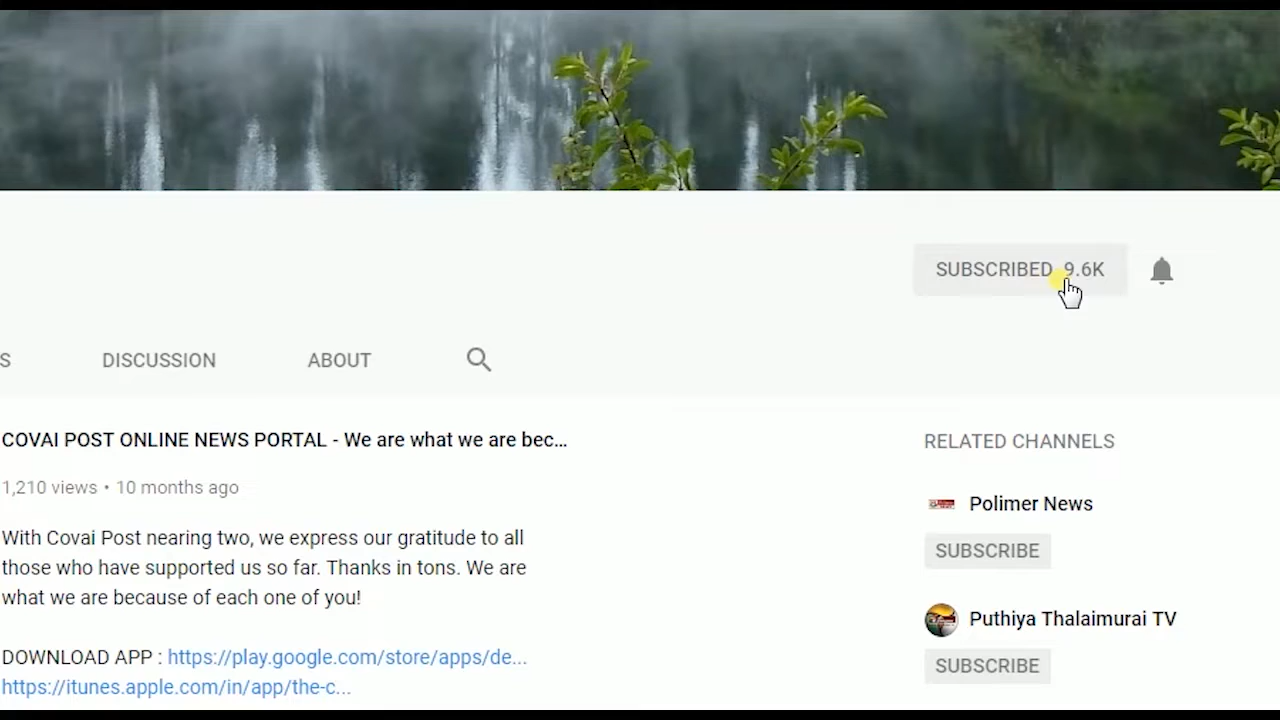 SUBSCRIBED 9.6K
S DISCUSSION ABOUT
COVAI POST ONLINE NEWS PORTAL - We are what we are bec...
1,210 views • 10 months ago
With Covai Post nearing two, we express our gratitude to all
those who have supported us so far. Thanks in tons. We are
what we are because of each one of you!
DOWNLOAD APP : https://play.google.com/store/apps/de...
https://itunes.apple.com/in/app/the-c...
RELATED CHANNELS
Polimer News
SUBSCRIBE
Puthiya Thalaimurai TV
SUBSCRIBE